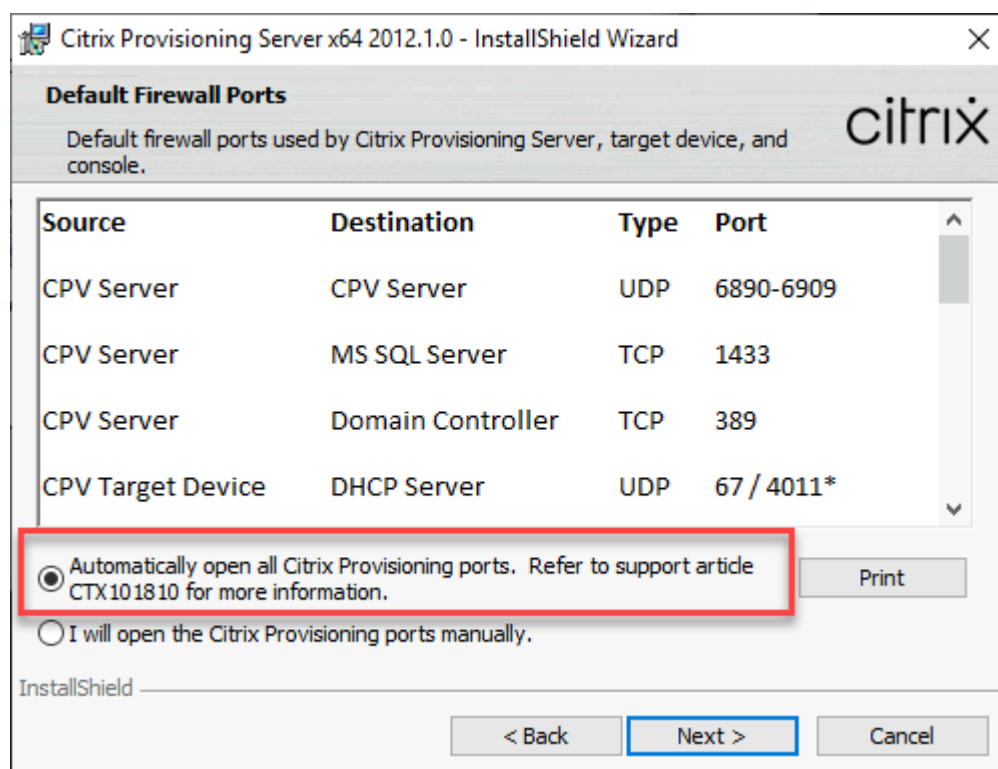 Citrix Provisioning Server x64 2012.1.0 - InstallShield Wizard
Default Firewall Ports
Default firewall ports used by Citrix Provisioning Server, target device, and
console.
citrix
Source Destination Type Port
CPV Server CPV Server UDP 6890-6909
CPV Server MS SQL Server TCP 1433
CPV Server Domain Controller TCP 389
CPV Target Device DHCP Server UDP 67 / 4011*
Automatically open all Citrix Provisioning ports. Refer to support article
CTX101810 for more information.
Print
I will open the Citrix Provisioning ports manually.
InstallShield
< Back Next > Cancel